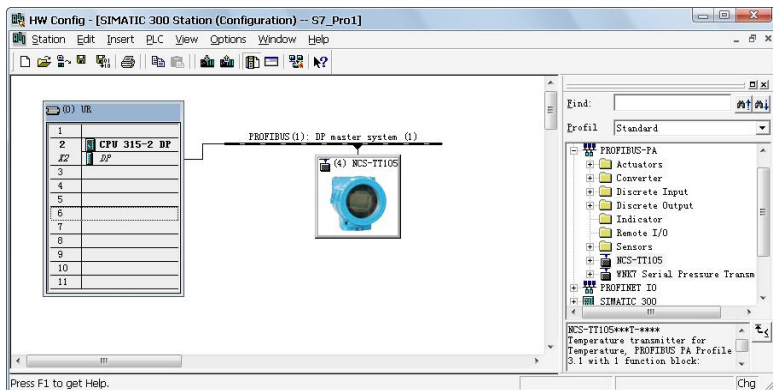 HW Config - [SIMATIC 300 Station (Configuration) -- S7_Pro1]
Station Edit Insert PLC View Options Window Help
(0) UR
1
2 CPU 315-2 DP
X2 DP
3
4
5
6
7
8
9
10
11
PROFIBUS(1): DP master system (1)
(4) NCS-TT105
Find:
Profil Standard
PROFIBUS-PA
Actuators
Converter
Discrete Input
Discrete Output
Indicator
Remote I/O
Sensors
NCS-TT105
WNK7 Serial Pressure Transm
PROFINET IO
SIMATIC 300
NCS-TT105***T-****
Temperature transmitter for
Temperature, PROFIBUS PA Profile
3.1 with 1 function block:
Press F1 to get Help.
Chg